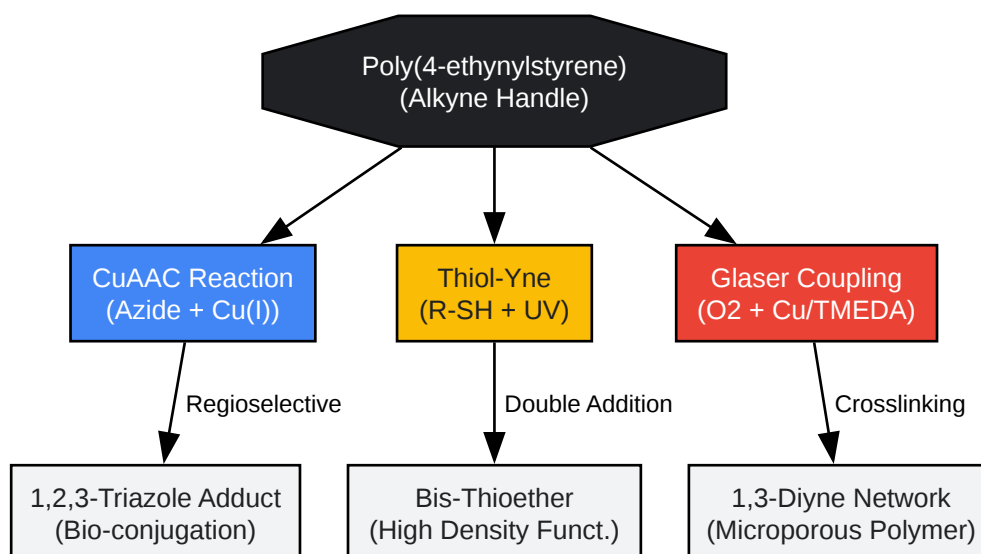 Poly(4-ethynylstyrene)
(Alkyne Handle)
CuAAC Reaction
(Azide + Cu(I))
Thiol-Yne
(R-SH + UV)
Glaser Coupling
(O2 + Cu/TMEDA)
Regioselective
Double Addition
Crosslinking
1,2,3-Triazole Adduct
(Bio-conjugation)
Bis-Thioether
(High Density Funct.)
1,3-Diyne Network
(Microporous Polymer)